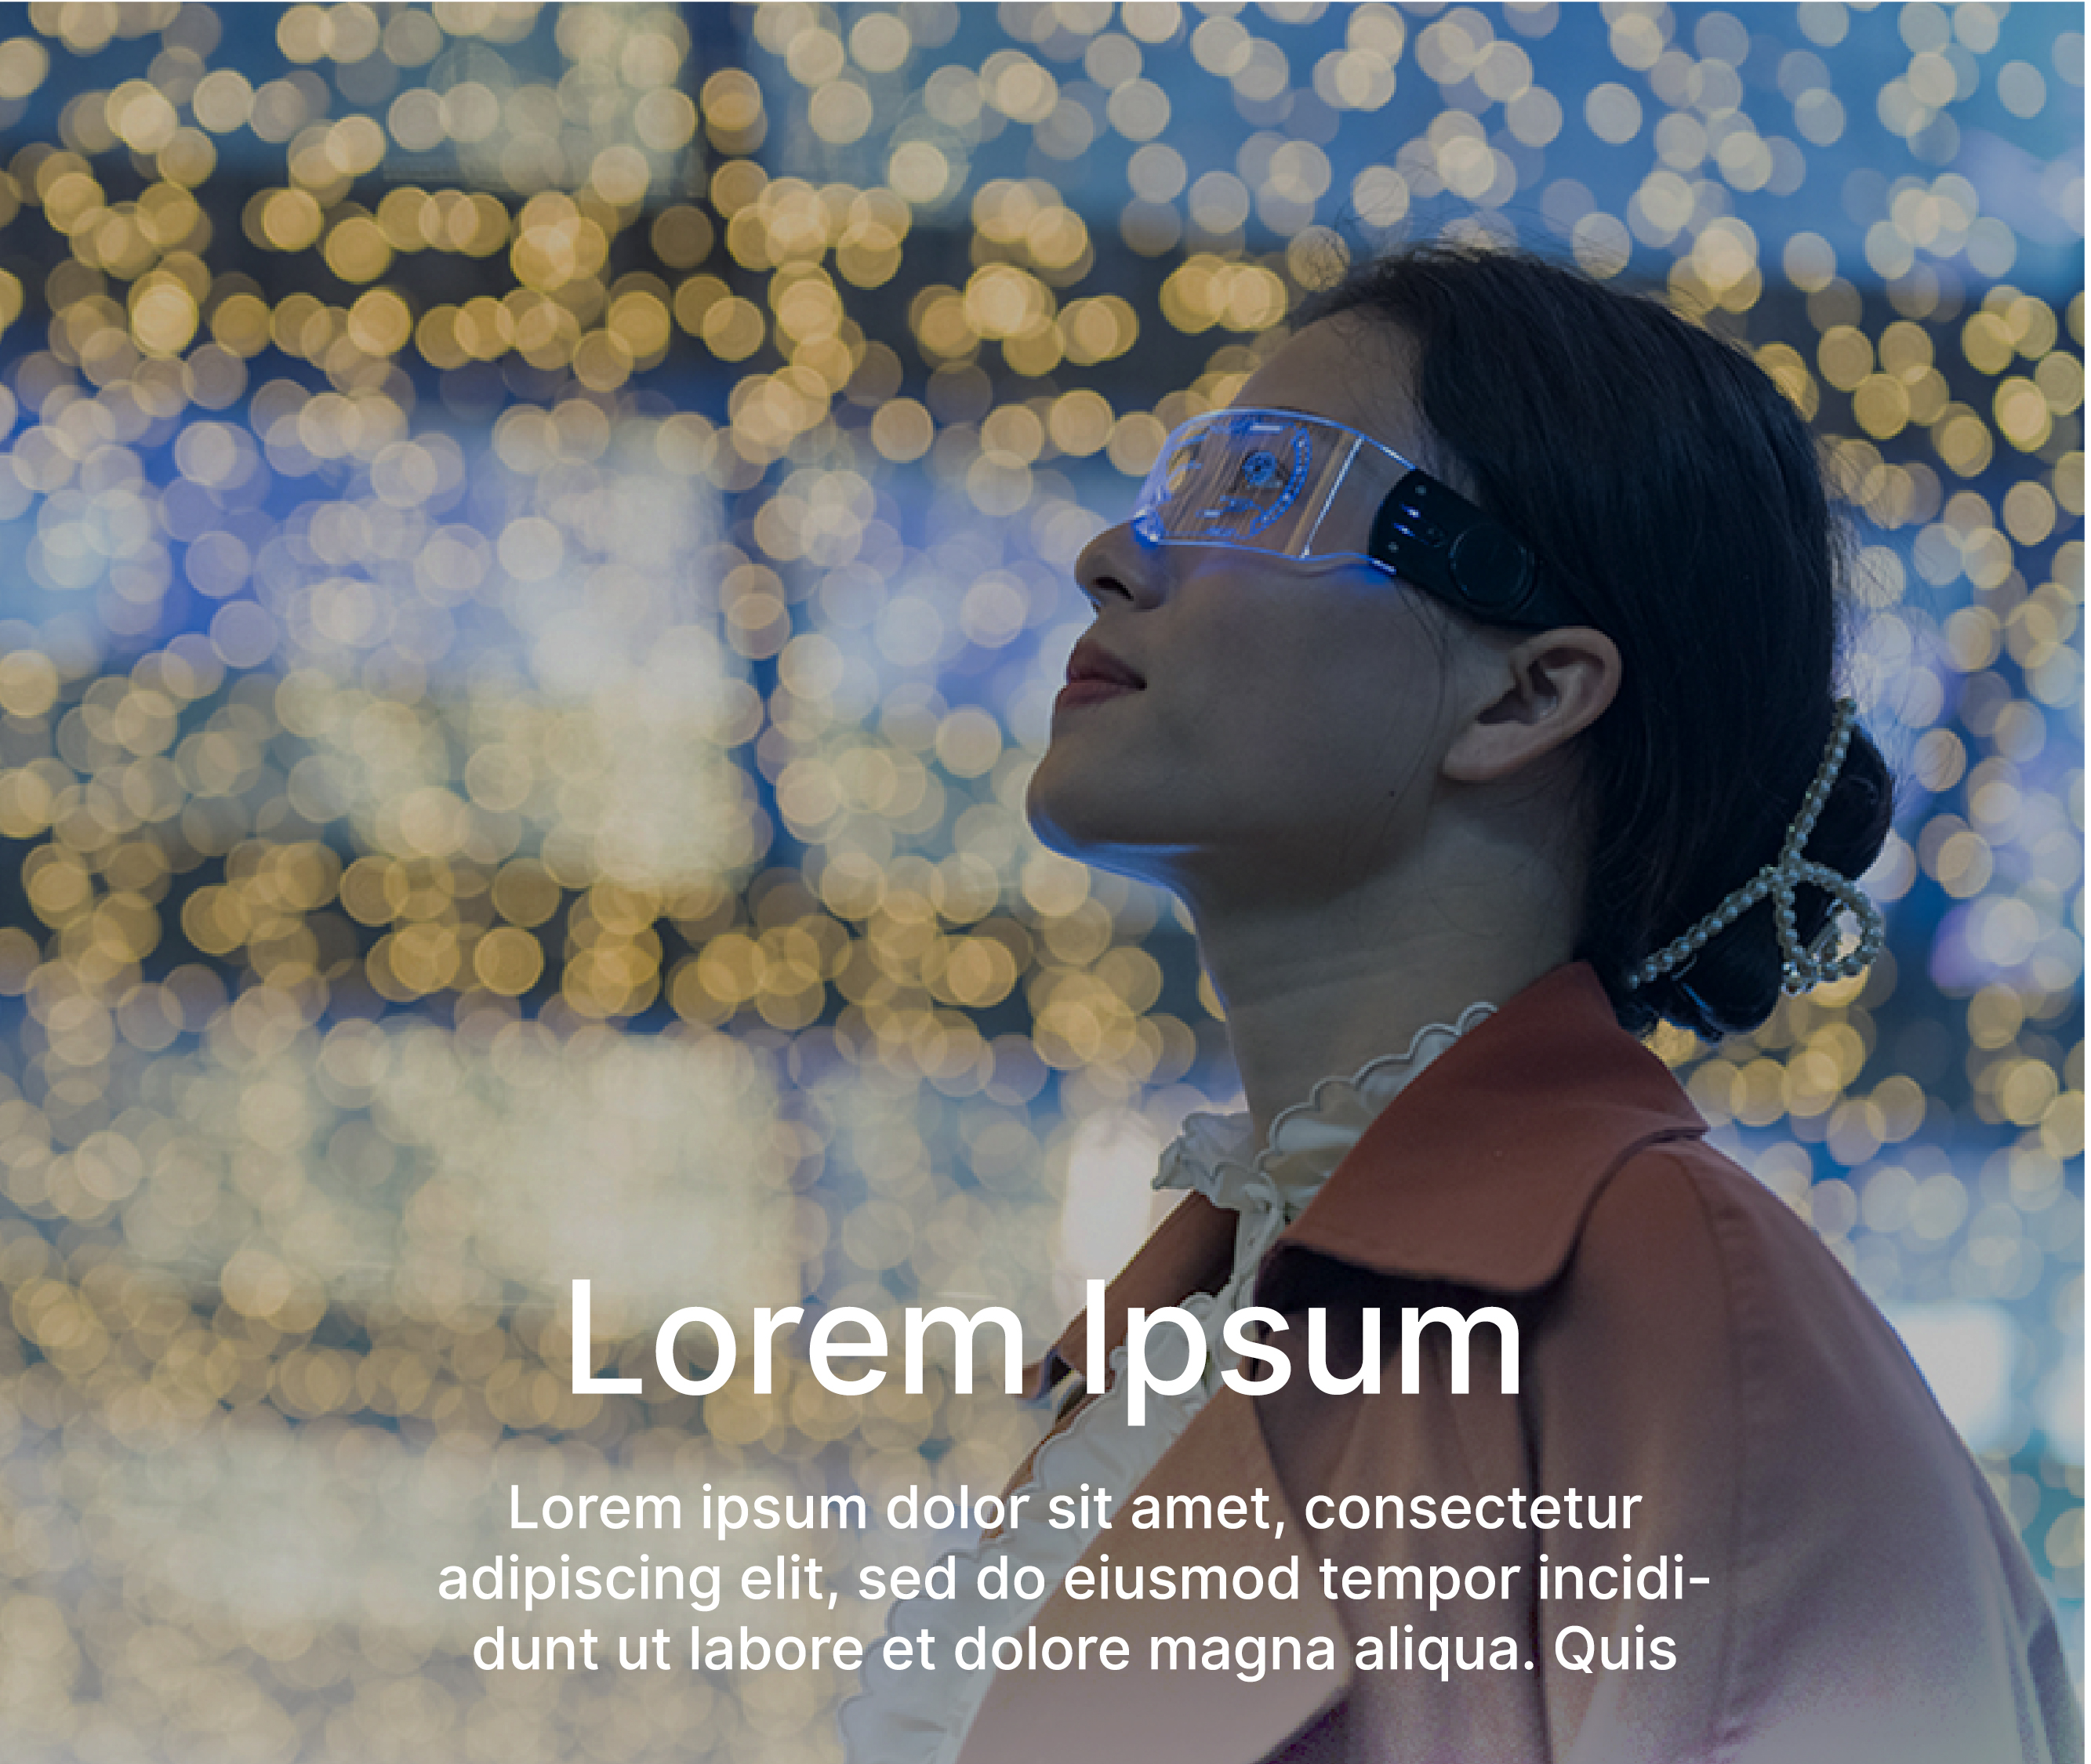 Lorem Ipsum
Lorem ipsum dolor sit amet, consectetur
adipiscing elit, sed do eiusmod tempor incidi-
dunt ut labore et dolore magna aliqua. Quis